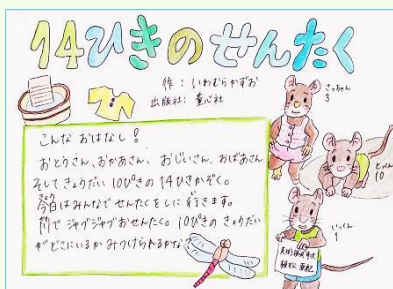 14ひきのせんたく
作：いわむらかずお
出版社：童心社
さっちゃん
3
こんな おはなし！
おとうさん、おかあさん、おじいさん、おばあさん
そして きょうだい 10ぴきの 14ひきかぞく。
今日はみんなでせんたくをしに 行きます。
きょう
川で ジャブジャブおせんたく。10ぴきの きょうだい
がどこにいるか みつけられるかな？
とっくん
10
いっくん
1